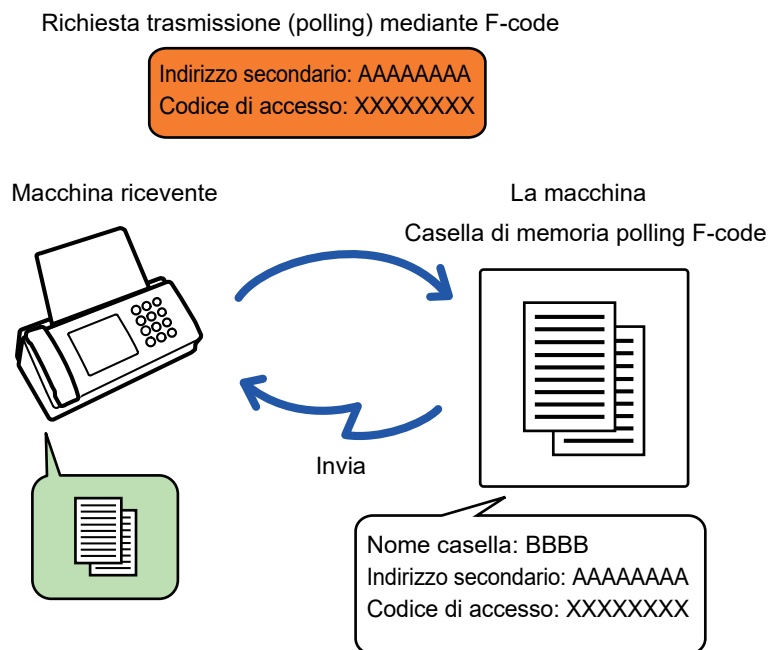 Richiesta trasmissione (polling) mediante F-code
Indirizzo secondario: AAAAAAAA
Codice di accesso: XXXXXXXX
Macchina ricevente
La macchina
Casella di memoria polling F-code
Invia
Nome casella: BBBB
Indirizzo secondario: AAAAAAAA
Codice di accesso: XXXXXXXX